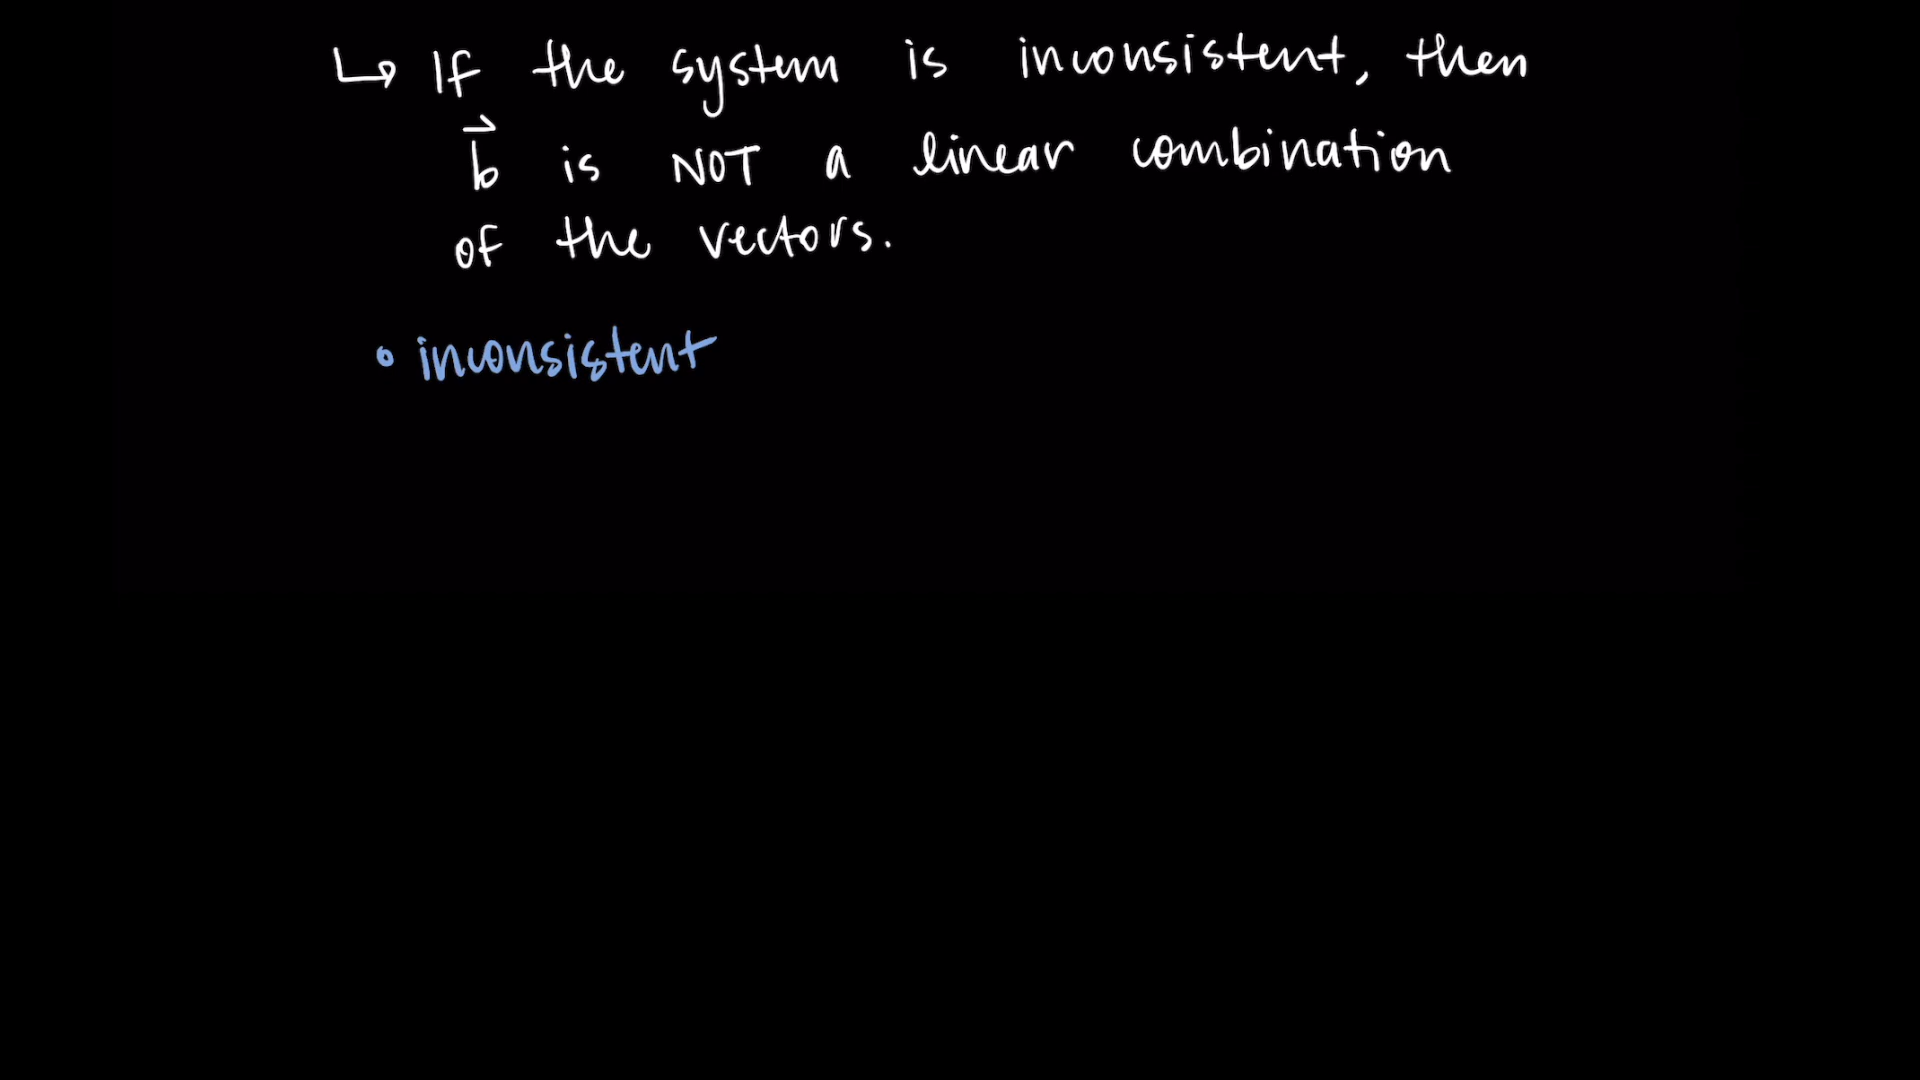 ↳ If the system is inconsistent, then
b⃗ is NOT a linear combination
of the vectors.
• inconsistent